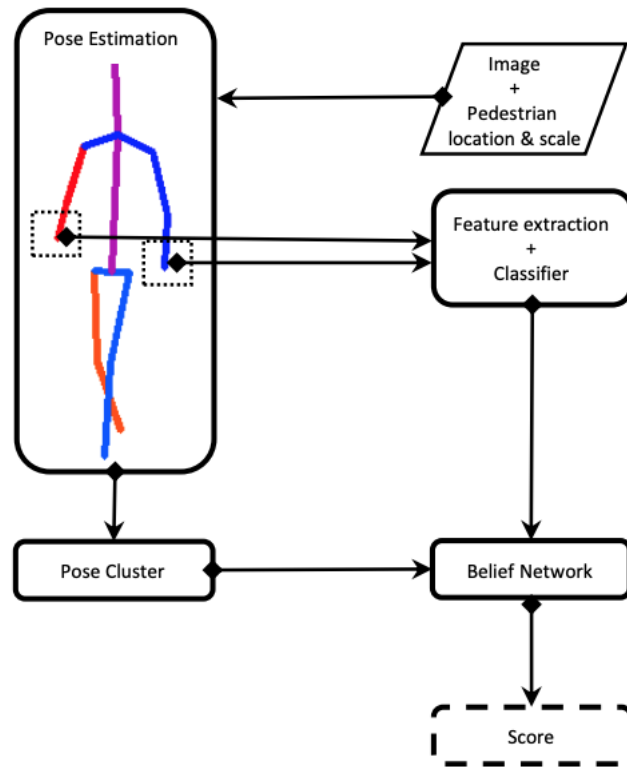 Pose Estimation
Image
+
Pedestrian
location & scale
Feature extraction
+
Classifier
Pose Cluster
Belief Network
Score